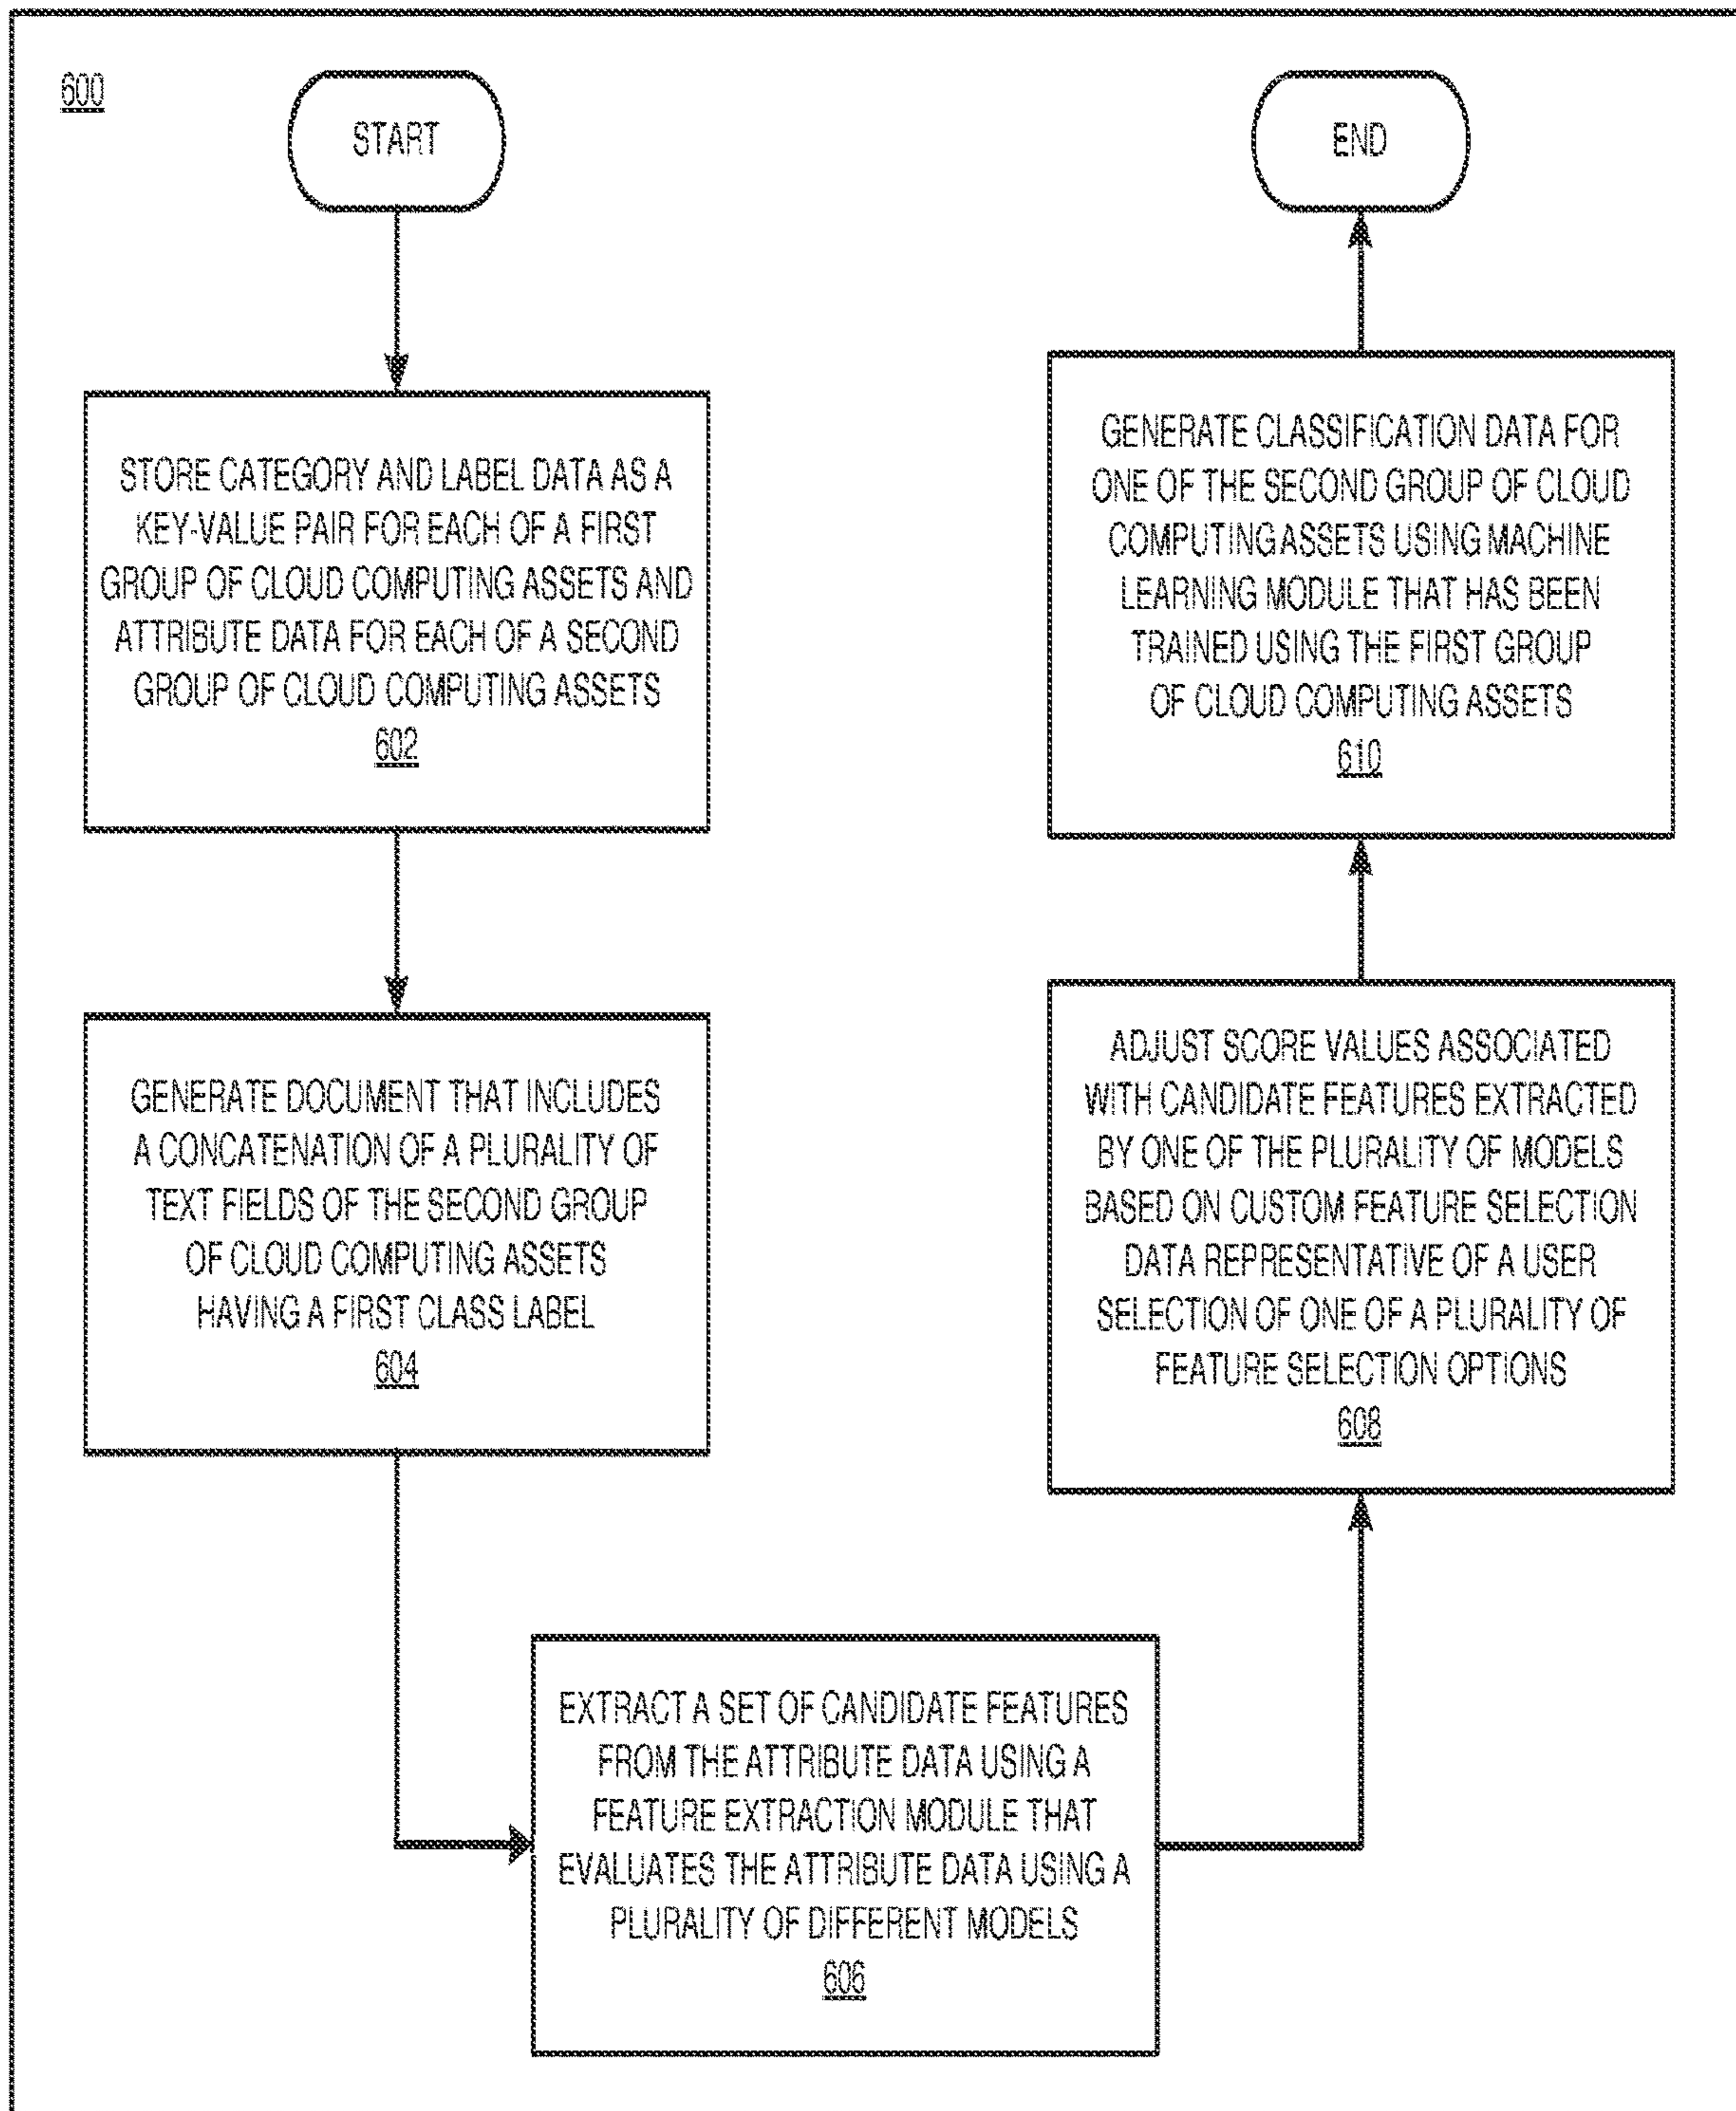 600
START
STORE CATEGORY AND LABEL DATA AS A
KEY-VALUE PAIR FOR EACH OF A FIRST
GROUP OF CLOUD COMPUTING ASSETS AND
ATTRIBUTE DATA FOR EACH OF A SECOND
GROUP OF CLOUD COMPUTING ASSETS
602
GENERATE DOCUMENT THAT INCLUDES
A CONCATENATION OF A PLURALITY OF
TEXT FIELDS OF THE SECOND GROUP
OF CLOUD COMPUTING ASSETS
HAVING A FIRST CLASS LABEL
604
EXTRACT A SET OF CANDIDATE FEATURES
FROM THE ATTRIBUTE DATA USING A
FEATURE EXTRACTION MODULE THAT
EVALUATES THE ATTRIBUTE DATA USING A
PLURALITY OF DIFFERENT MODELS
606
ADJUST SCORE VALUES ASSOCIATED
WITH CANDIDATE FEATURES EXTRACTED
BY ONE OF THE PLURALITY OF MODELS
BASED ON CUSTOM FEATURE SELECTION
DATA REPRESENTATIVE OF A USER
SELECTION OF ONE OF A PLURALITY OF
FEATURE SELECTION OPTIONS
608
GENERATE CLASSIFICATION DATA FOR
ONE OF THE SECOND GROUP OF CLOUD
COMPUTING ASSETS USING MACHINE
LEARNING MODULE THAT HAS BEEN
TRAINED USING THE FIRST GROUP
OF CLOUD COMPUTING ASSETS
610
END